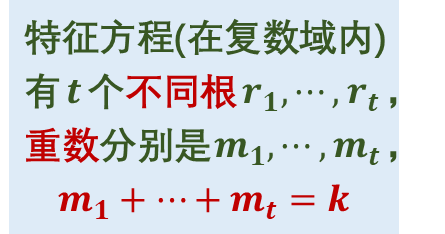 特征方程(在复数域内)
有t个不同根r₁,⋯,rₜ，
重数分别是m₁,⋯,mₜ，
m₁+⋯+mₜ=k